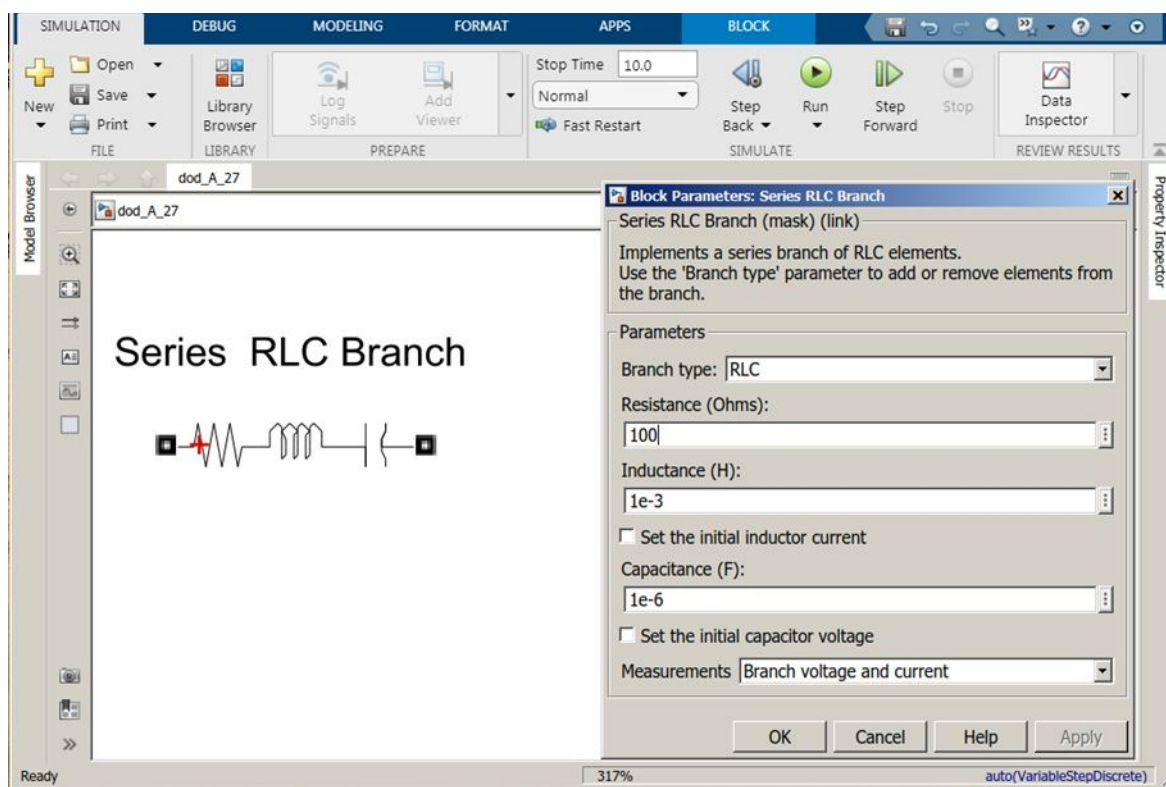 SIMULATION DEBUG MODELING FORMAT APPS BLOCK
New
Open
Save
Print
FILE
Library
Browser
LIBRARY
Log
Signals
Add
Viewer
PREPARE
Stop Time 10.0
Normal
Fast Restart
Step
Back
Run
Step
Forward
Stop
SIMULATE
Data
Inspector
REVIEW RESULTS
Model Browser
dod_A_27
dod_A_27
Series RLC Branch
Block Parameters: Series RLC Branch
Series RLC Branch (mask) (link)
Implements a series branch of RLC elements.
Use the 'Branch type' parameter to add or remove elements from
the branch.
Parameters
Branch type: RLC
Resistance (Ohms):
100
Inductance (H):
1e-3
Set the initial inductor current
Capacitance (F):
1e-6
Set the initial capacitor voltage
Measurements Branch voltage and current
OK Cancel Help Apply
Property Inspector
Ready 317% auto(VariableStepDiscrete)